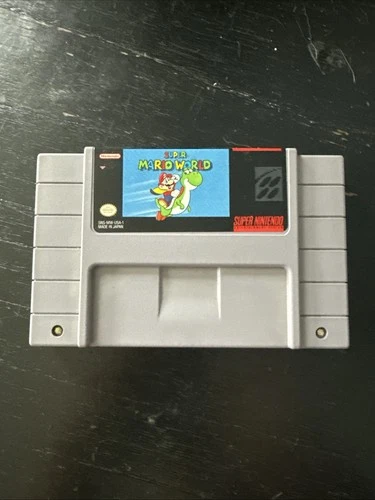 Nintendo
SUPER
MARIO WORLD
SNS-MW-USA-1
MADE IN JAPAN
SUPER NINTENDO